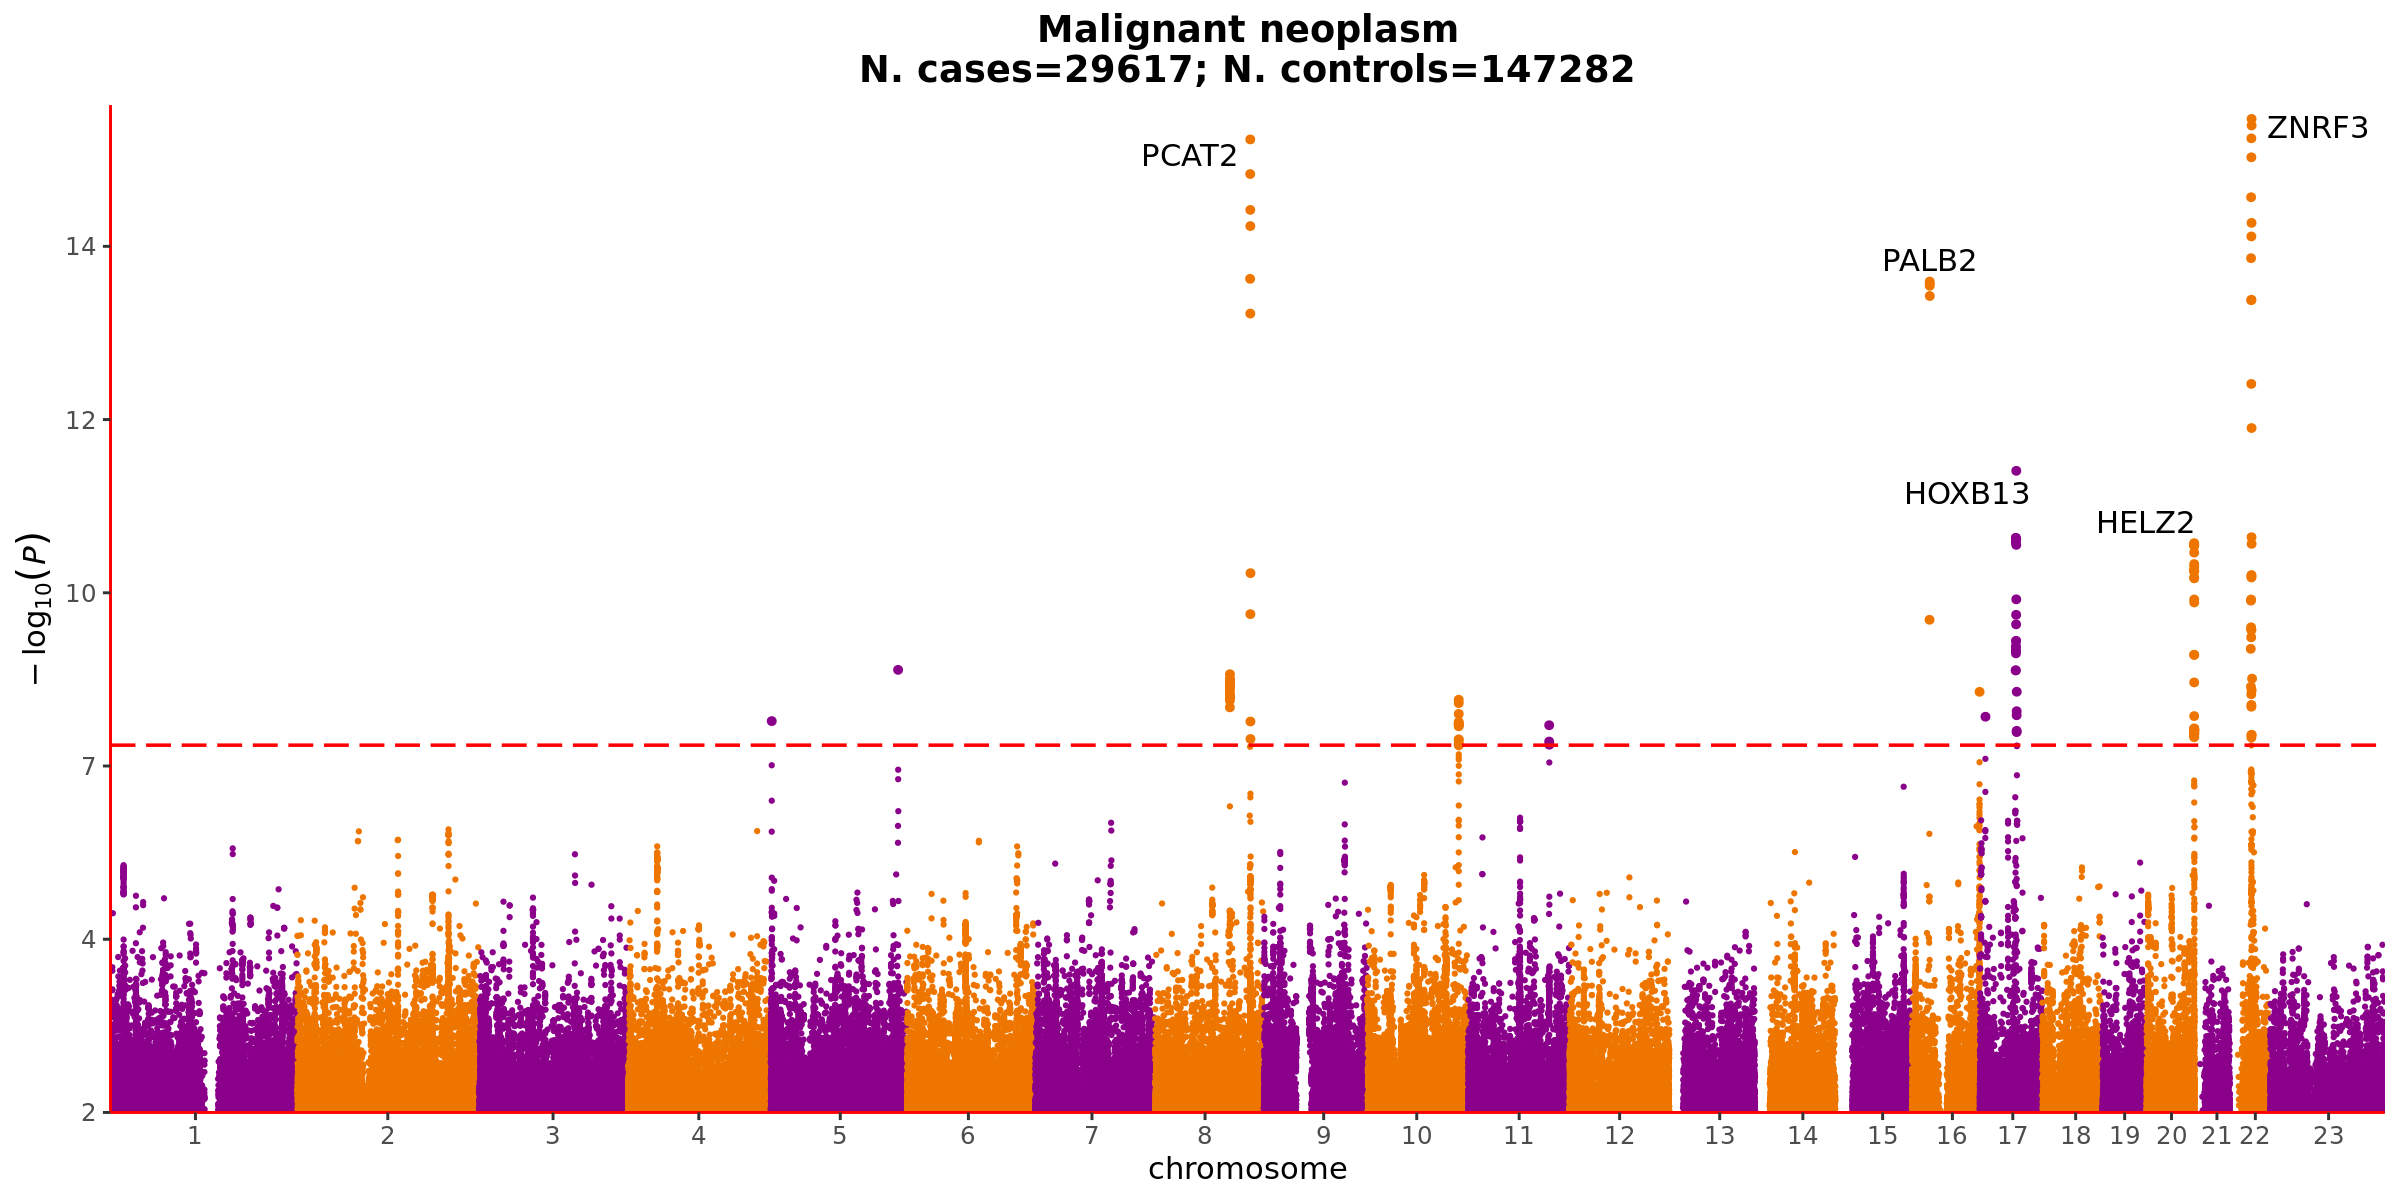 Malignant neoplasm
N. cases=29617; N. controls=147282
PCAT2
ZNRF3
PALB2
HOXB13
HELZ2
14
12
10
7
4
2
−log10(P)
1 2 3 4 5 6 7 8 9 10 11 12 13 14 15 16 17 18 19 20 21 22 23
chromosome